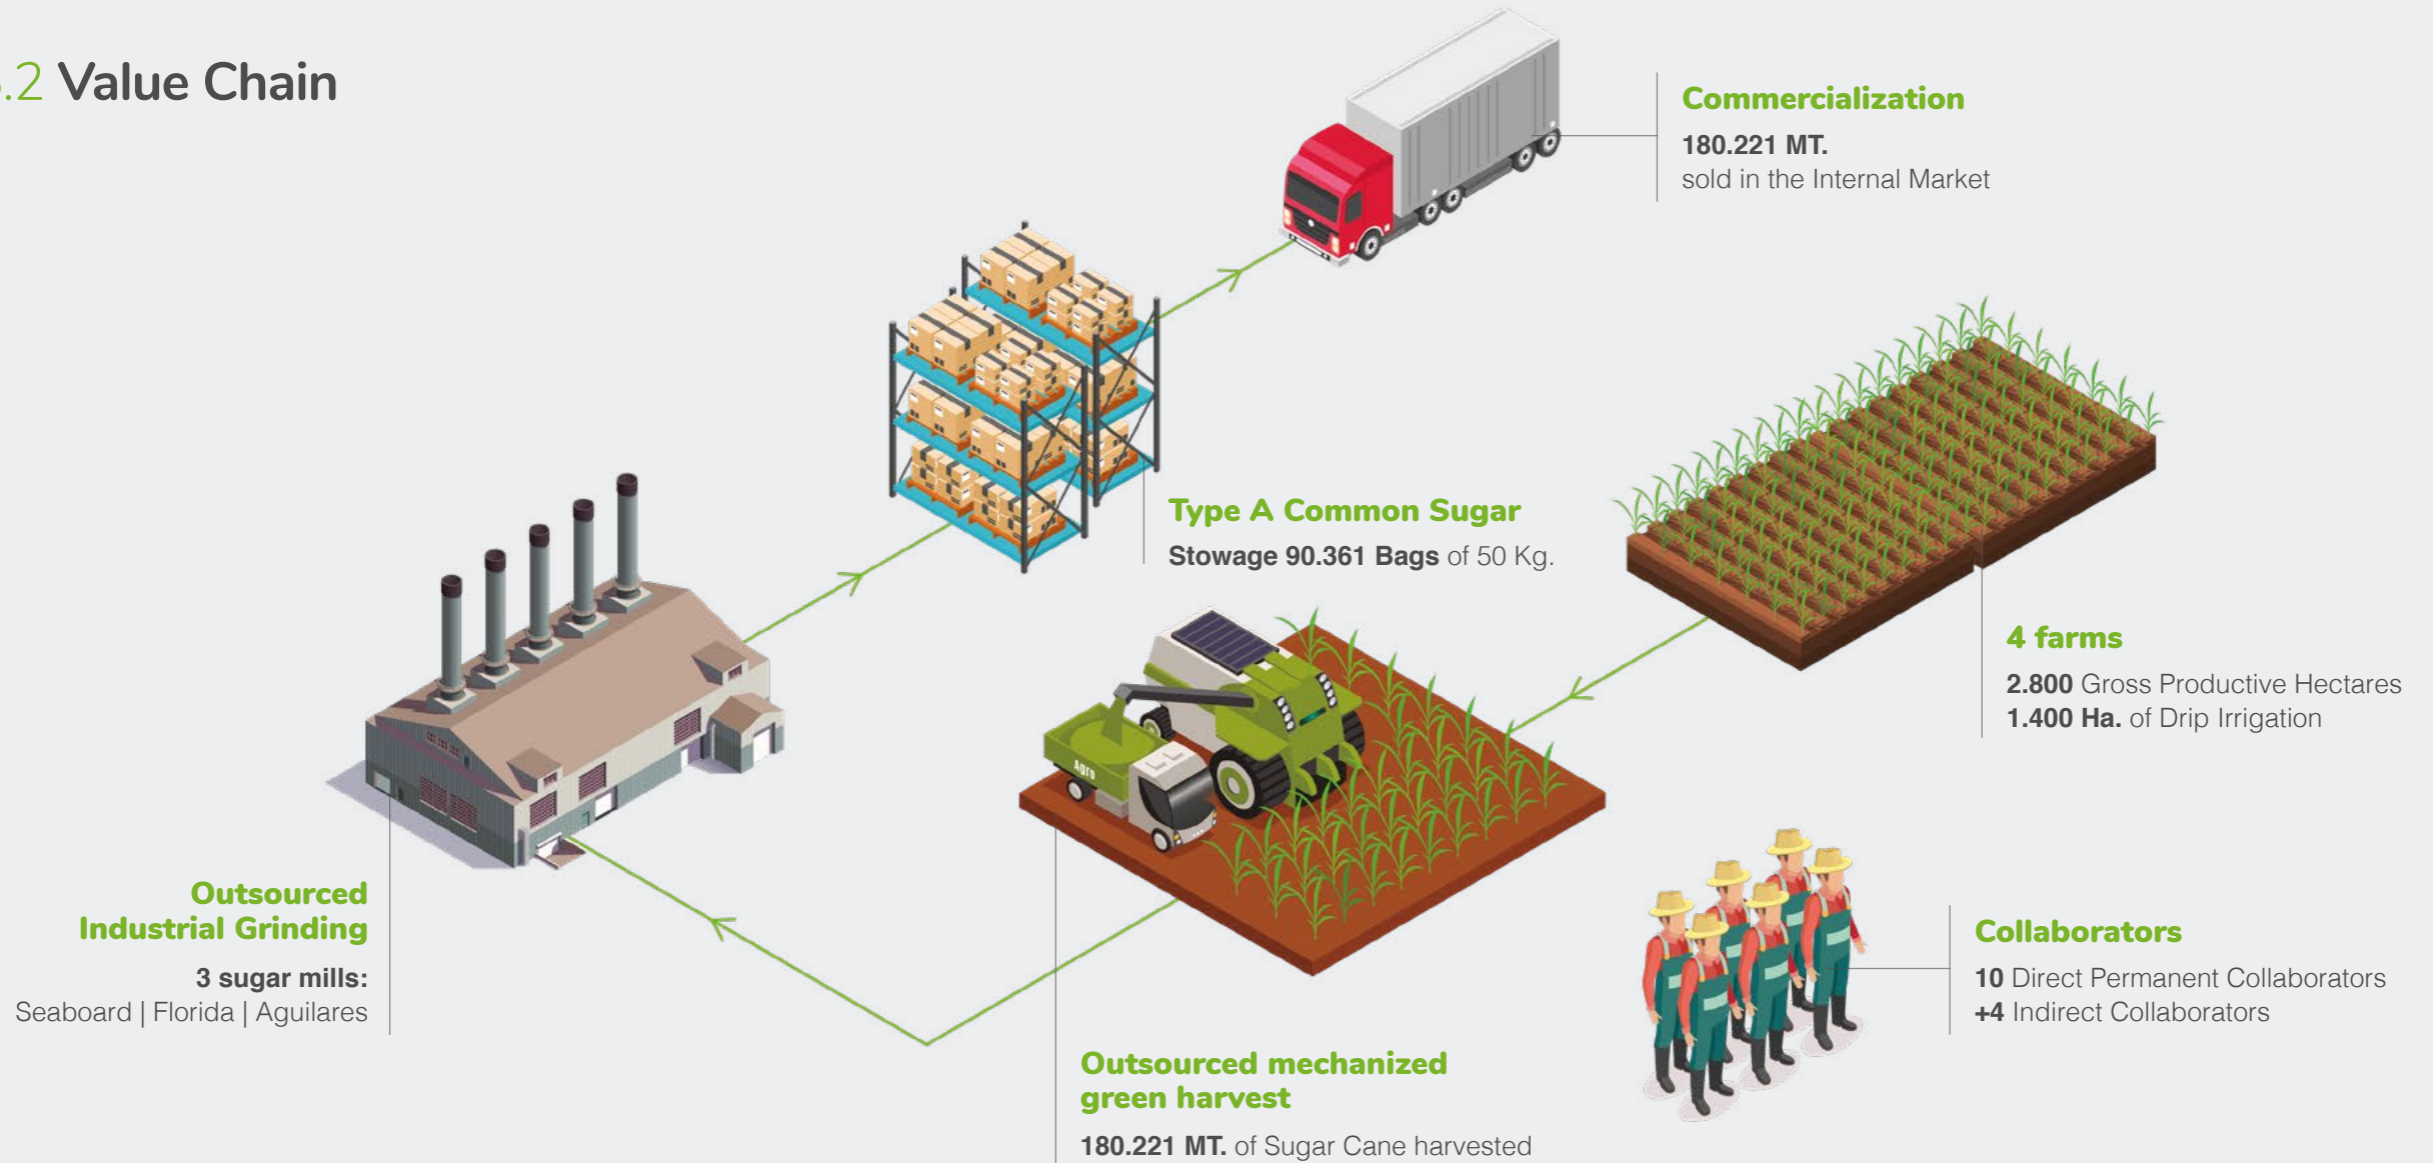 .2 Value Chain
Commercialization
180.221 MT.
sold in the Internal Market
Type A Common Sugar
Stowage 90.361 Bags of 50 Kg.
4 farms
2.800 Gross Productive Hectares
1.400 Ha. of Drip Irrigation
Agro
Outsourced
Industrial Grinding
3 sugar mills:
Seaboard | Florida | Aguilares
Collaborators
10 Direct Permanent Collaborators
+4 Indirect Collaborators
Outsourced mechanized
green harvest
180.221 MT. of Sugar Cane harvested